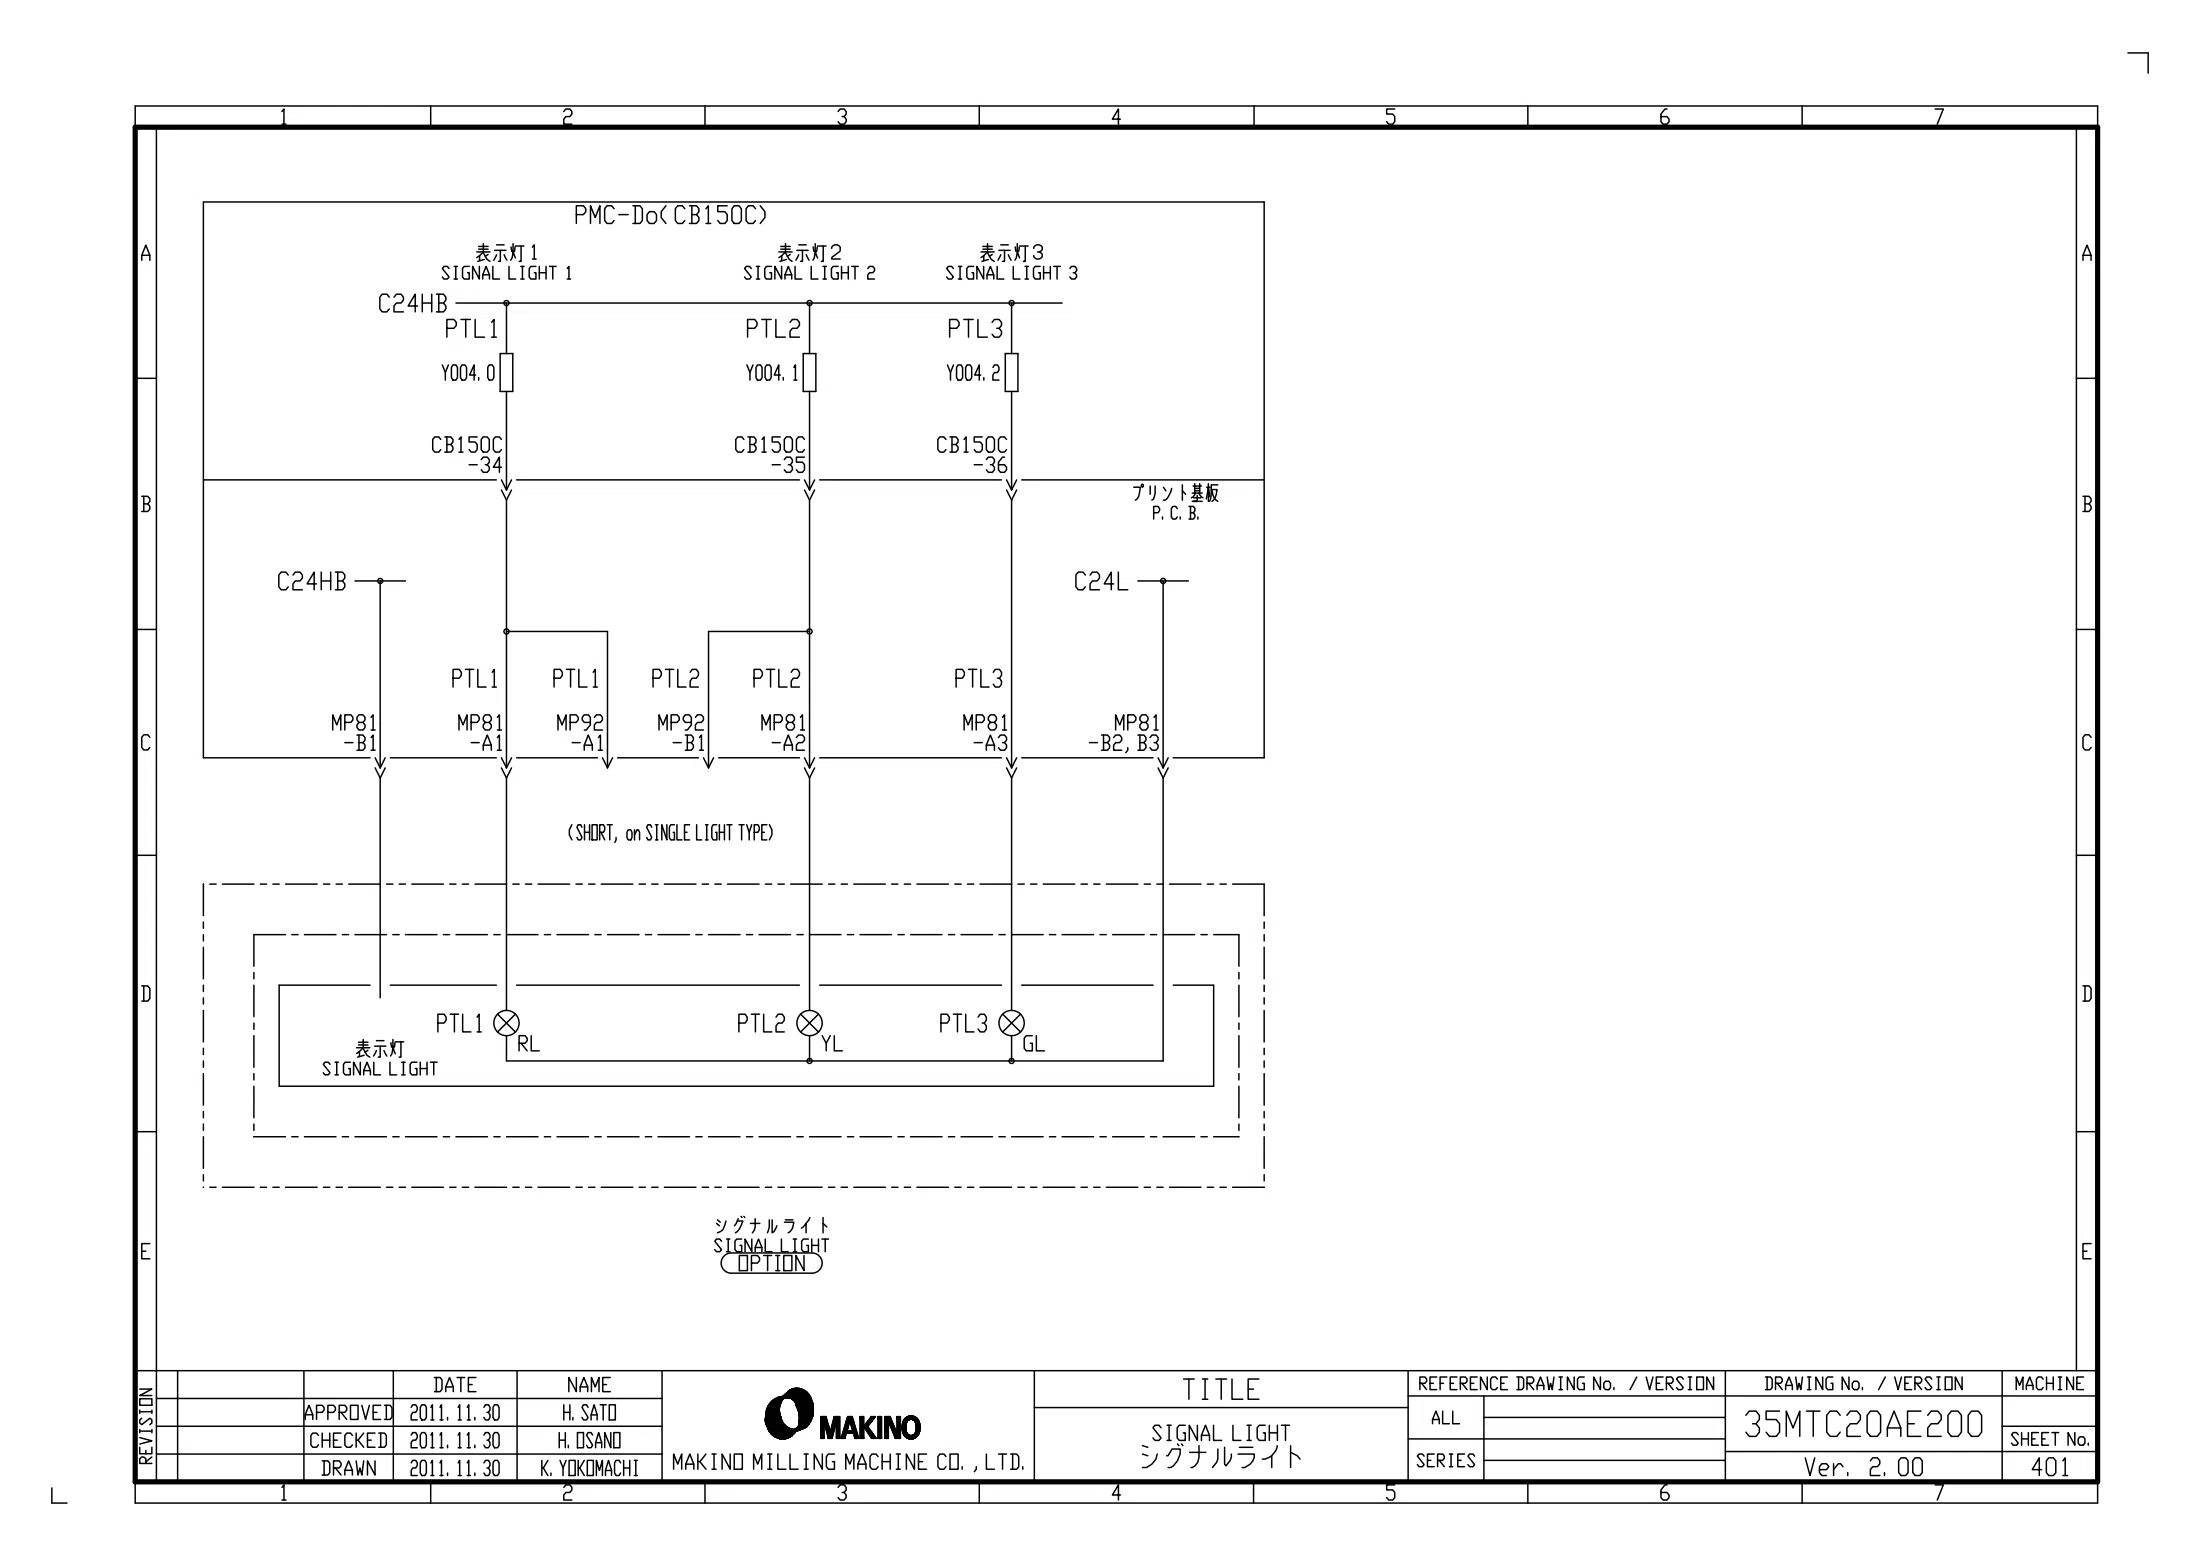 1 2 3 4 5 6 7
A A
B B
C C
D D
E E
PMC-Do(CB150C)
表示灯1 表示灯2 表示灯3
SIGNAL LIGHT 1 SIGNAL LIGHT 2 SIGNAL LIGHT 3
C24HB
PTL1 PTL2 PTL3
Y004.0 Y004.1 Y004.2
CB150C CB150C CB150C
-34 -35 -36
プリント基板
P.C.B.
C24HB C24L
PTL1 PTL1 PTL2 PTL2 PTL3
MP81 MP81 MP92 MP92 MP81 MP81 MP81
-B1 -A1 -A1 -B1 -A2 -A3 -B2,B3
(SHORT, on SINGLE LIGHT TYPE)
PTL1 PTL2 PTL3
RL YL GL
表示灯
SIGNAL LIGHT
シグナルライト
SIGNAL LIGHT
OPTION
REVISION
DATE NAME
APPROVED 2011.11.30 H.SATO
CHECKED 2011.11.30 H.OSANO
DRAWN 2011.11.30 K.YOKOMACHI
MAKINO
MAKINO MILLING MACHINE CO.,LTD.
TITLE
SIGNAL LIGHT
シグナルライト
REFERENCE DRAWING No. / VERSION
ALL
SERIES
DRAWING No. / VERSION
35MTC20AE200
Ver. 2.00
MACHINE
SHEET No.
401
1 2 3 4 5 6 7